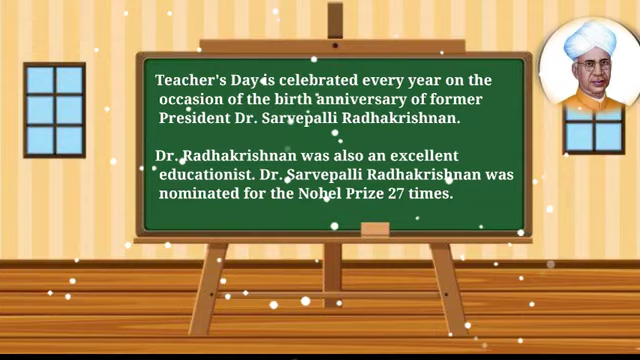 Teacher's Day is celebrated every year on the
occasion of the birth anniversary of former
President Dr. Sarvepalli Radhakrishnan.
Dr. Radhakrishnan was also an excellent
educationist. Dr. Sarvepalli Radhakrishnan was
nominated for the Nobel Prize 27 times.